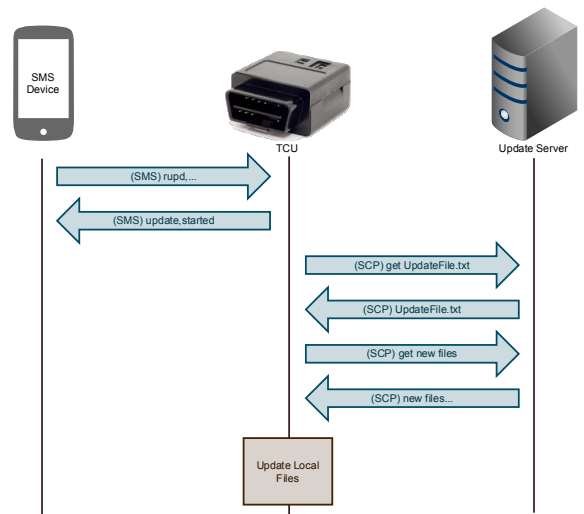 SMS
Device
TCU
Update Server
(SMS) rupd,...
(SMS) update,started
(SCP) get UpdateFile.txt
(SCP) UpdateFile.txt
(SCP) get new files
(SCP) new files...
Update Local
Files